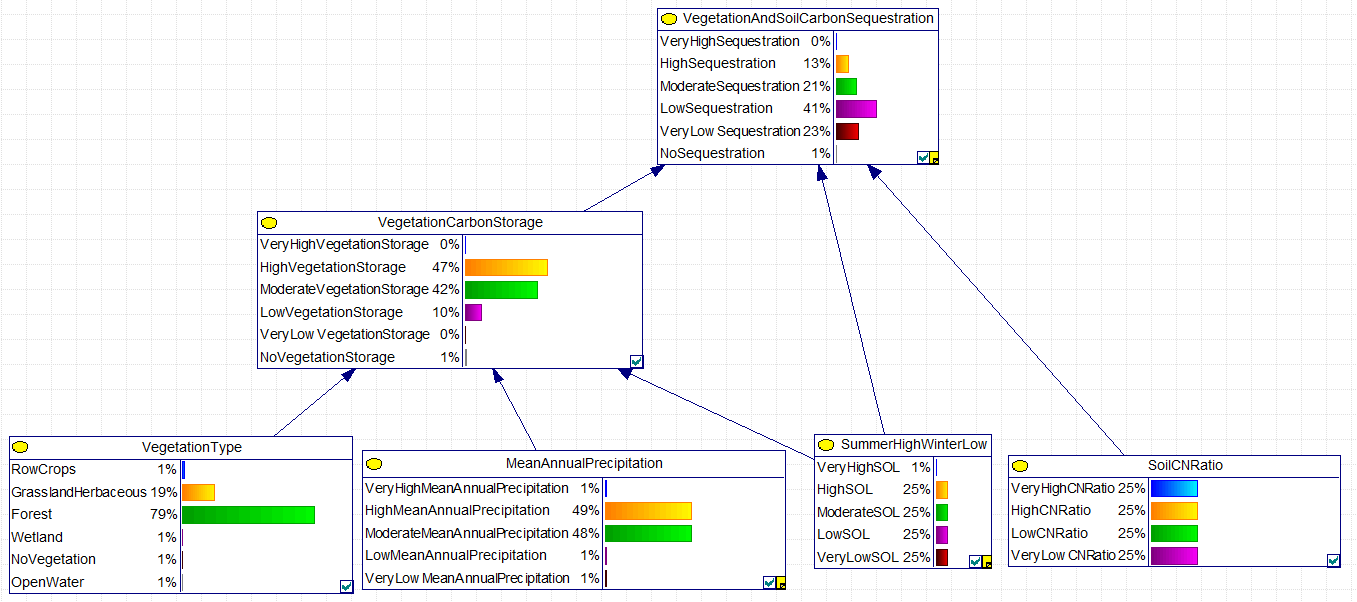 VegetationAndSoilCarbonSequestration
VeryHighSequestration 0%
HighSequestration 13%
ModerateSequestration 21%
LowSequestration 41%
VeryLow Sequestration 23%
NoSequestration 1%
VegetationCarbonStorage
VeryHighVegetationStorage 0%
HighVegetationStorage 47%
ModerateVegetationStorage 42%
LowVegetationStorage 10%
VeryLow VegetationStorage 0%
NoVegetationStorage 1%
VegetationType
RowCrops 1%
GrasslandHerbaceous 19%
Forest 79%
Wetland 1%
NoVegetation 1%
OpenWater 1%
MeanAnnualPrecipitation
VeryHighMeanAnnualPrecipitation 1%
HighMeanAnnualPrecipitation 49%
ModerateMeanAnnualPrecipitation 48%
LowMeanAnnualPrecipitation 1%
VeryLow MeanAnnualPrecipitation 1%
SummerHighWinterLow
VeryHighSOL 1%
HighSOL 25%
ModerateSOL 25%
LowSOL 25%
VeryLowSOL 25%
SoilCNRatio
VeryHighCNRatio 25%
HighCNRatio 25%
LowCNRatio 25%
VeryLow CNRatio 25%